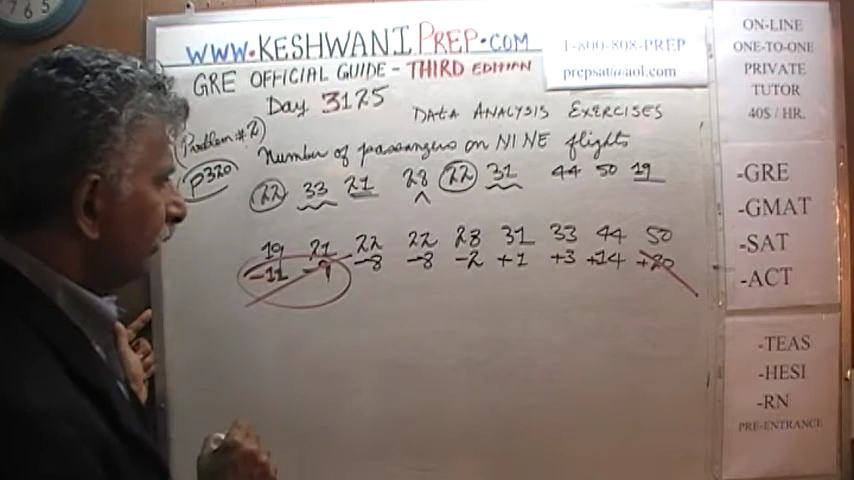 WWW.KESHWANIPREP.COM
1-800-808-PREP
prepsat@aol.com
GRE OFFICIAL GUIDE - THIRD EDITION
Day 3125
DATA ANALYSIS EXERCISES
Problem #2
P320
Number of passengers on NINE flights
22 33 21 28 22 31 44 50 19
19 21 22 22 28 31 33 44 50
-11 -9 -8 -8 -2 +1 +3 +14 +20
ON-LINE
ONE-TO-ONE
PRIVATE
TUTOR
40$ / HR.
-GRE
-GMAT
-SAT
-ACT
-TEAS
-HESI
-RN
PRE-ENTRANCE
7 6 5